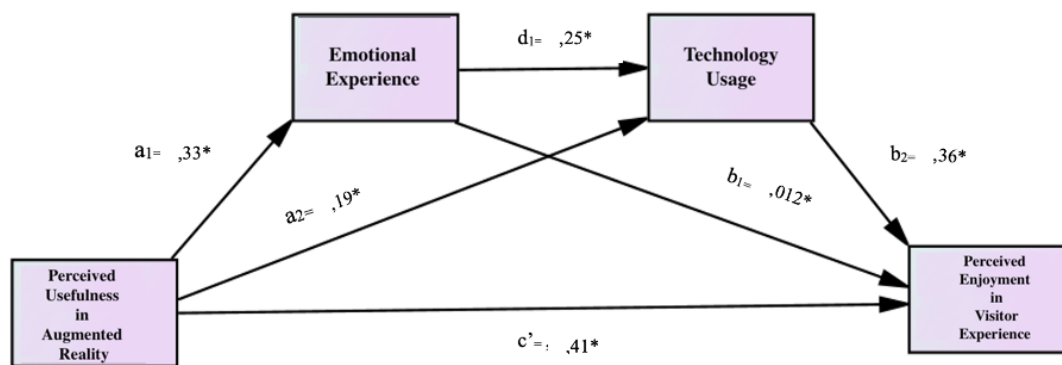 d1= ,25*
Emotional
Experience
Technology
Usage
a1= ,33*
a2= ,19*
b1= ,012*
b2= ,36*
Perceived
Usefulness
in
Augmented
Reality
Perceived
Enjoyment
in
Visitor
Experience
c'= : ,41*